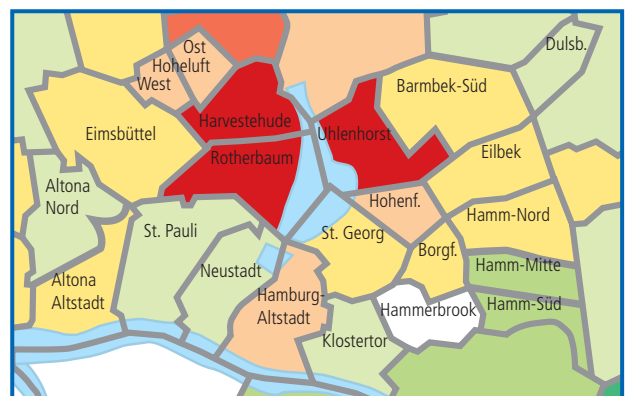 Dulsb.
Ost
Hoheluft
West
Barmbek-Süd
Harvestehude
Uhlenhorst
Eimsbüttel
Rotherbaum
Eilbek
Altona
Nord
Hohenf.
Hamm-Nord
St. Pauli
St. Georg
Borgf.
Neustadt
Hamm-Mitte
Altona
Altstadt
Hamburg-
Altstadt
Hammerbrook
Hamm-Süd
Klostertor